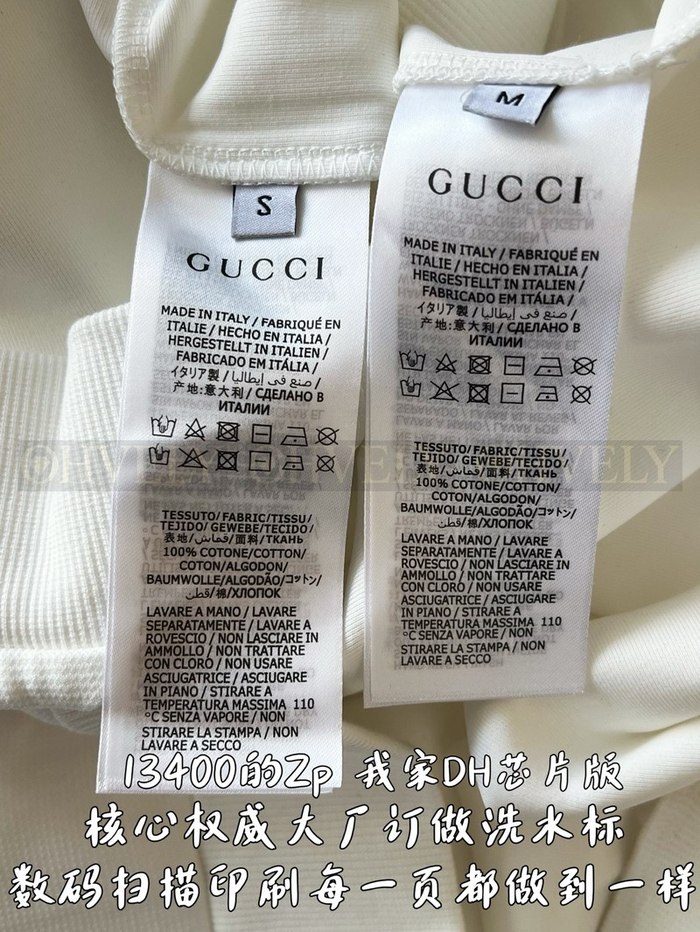 S
GUCCI
MADE IN ITALY / FABRIQUÉ EN
ITALIE / HECHO EN ITALIA /
HERGESTELLT IN ITALIEN /
FABRICADO EM ITÁLIA /
イタリア製 / صنع في إيطاليا /
产地:意大利 / СДЕЛАНО В
ИТАЛИИ
TESSUTO/FABRIC/TISSU/
TEJIDO/ GEWEBE/TECIDO/
表地/قماش/面料/ТКАНЬ
100% COTONE/COTTON/
COTON/ALGODON/
BAUMWOLLE/ALGODÃO/コットン/
قطن/棉/ХЛОПОК
LAVARE A MANO / LAVARE
SEPARATAMENTE / LAVARE A
ROVESCIO / NON LASCIARE IN
AMMOLLO / NON TRATTARE
CON CLORO / NON USARE
ASCIUGATRICE / ASCIUGARE
IN PIANO / STIRARE A
TEMPERATURA MASSIMA 110
°C SENZA VAPORE / NON
STIRARE LA STAMPA / NON
LAVARE A SECCO
M
GUCCI
MADE IN ITALY / FABRIQUÉ EN
ITALIE / HECHO EN ITALIA /
HERGESTELLT IN ITALIEN /
FABRICADO EM ITÁLIA /
イタリア製 / صنع في إيطاليا /
产地:意大利 / СДЕЛАНО В
ИТАЛИИ
TESSUTO/FABRIC/TISSU/
TEJIDO/ GEWEBE/TECIDO/
表地/قماش/面料/ТКАНЬ
100% COTONE/COTTON/
COTON/ALGODON/
BAUMWOLLE/ALGODÃO/コットン/
قطن/棉/ХЛОПОК
LAVARE A MANO / LAVARE
SEPARATAMENTE / LAVARE A
ROVESCIO / NON LASCIARE IN
AMMOLLO / NON TRATTARE
CON CLORO / NON USARE
ASCIUGATRICE / ASCIUGARE
IN PIANO / STIRARE A
TEMPERATURA MASSIMA 110
°C SENZA VAPORE / NON
STIRARE LA STAMPA / NON
LAVARE A SECCO
13400的Zp 我家DH芯片版
核心权威大厂订做洗水标
数码扫描印刷每一页都做到一样